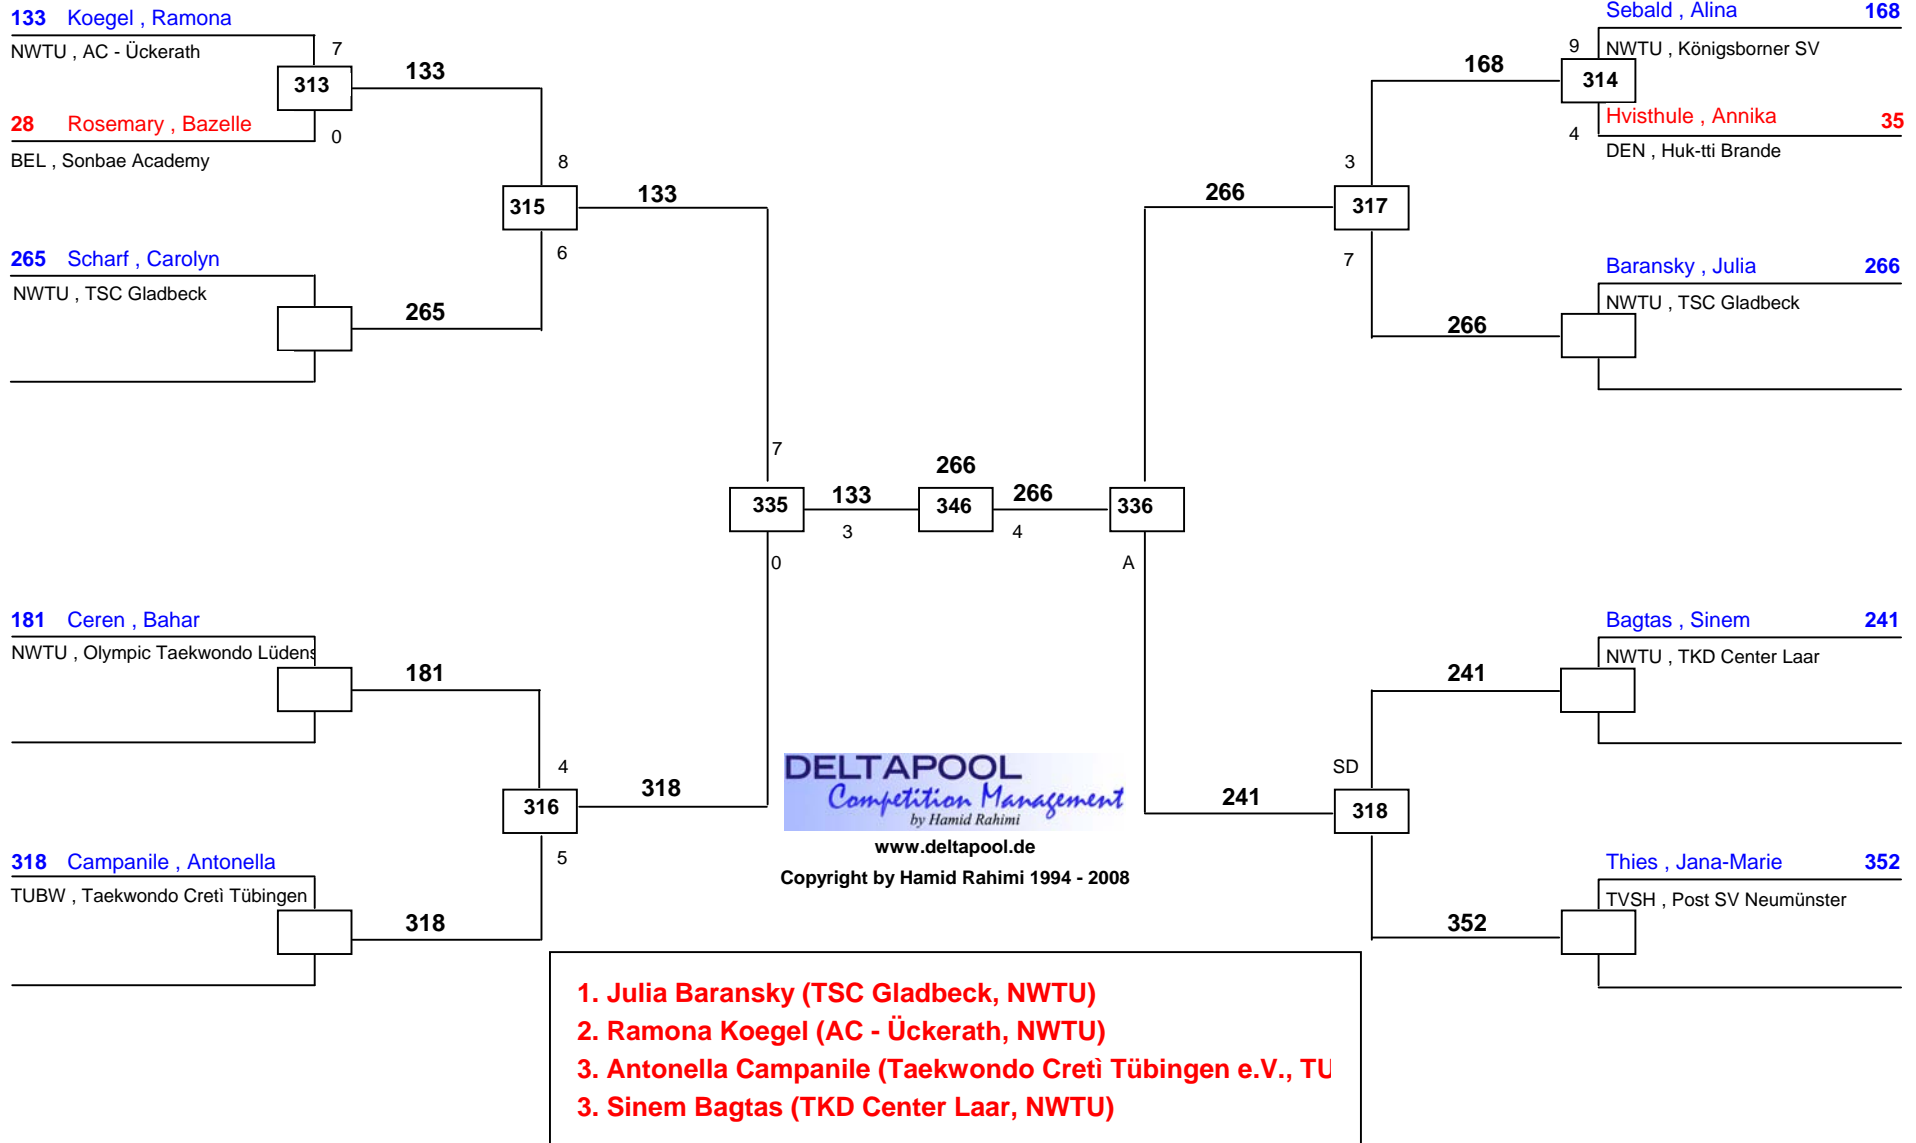 133 Koegel , Ramona
NWTU , AC - Ückerath
7
313
133
28 Rosemary , Bazelle
0
BEL , Sonbae Academy
8
315
133
6
265 Scharf , Carolyn
NWTU , TSC Gladbeck
265
7
335
133
3
0
181 Ceren , Bahar
NWTU , Olympic Taekwondo Lüdens
181
4
316
318
5
318 Campanile , Antonella
TUBW , Taekwondo Cretì Tübingen
318
266
346
Sebald , Alina 168
9
NWTU , Königsborner SV
168
314
Hvisthule , Annika 35
4
DEN , Huk-tti Brande
3
266
317
7
Baransky , Julia 266
NWTU , TSC Gladbeck
266
266
4
336
A
Bagtas , Sinem 241
NWTU , TKD Center Laar
241
SD
241
318
Thies , Jana-Marie 352
TVSH , Post SV Neumünster
352
DELTAPOOL
Competition Management
by Hamid Rahimi
www.deltapool.de
Copyright by Hamid Rahimi 1994 - 2008
1. Julia Baransky (TSC Gladbeck, NWTU)
2. Ramona Koegel (AC - Ückerath, NWTU)
3. Antonella Campanile (Taekwondo Cretì Tübingen e.V., TU
3. Sinem Bagtas (TKD Center Laar, NWTU)